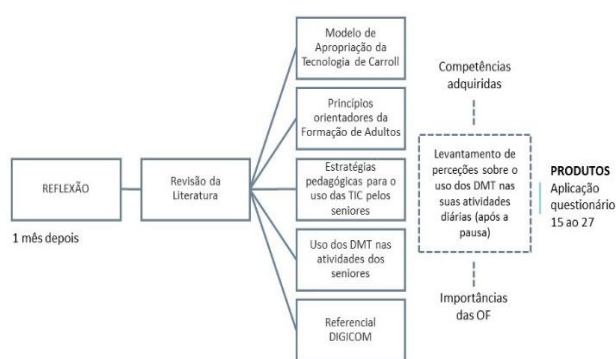 REFLEXÃO
1 mês depois
Revisão da
Literatura
Modelo de
Apropriação da
Tecnologia de Carroll
Princípios
orientadores da
Formação de Adultos
Estratégias
pedagógicas para o
uso das TIC pelos
seniores
Uso dos DMT nas
atividades dos
seniores
Referencial
DIGICOM
Competências
adquiridas
Levantamento de
perceções sobre o
uso dos DMT nas
suas atividades
diárias (após a
pausa)
Importâncias
das OF
PRODUTOS
Aplicação
questionário
15 ao 27